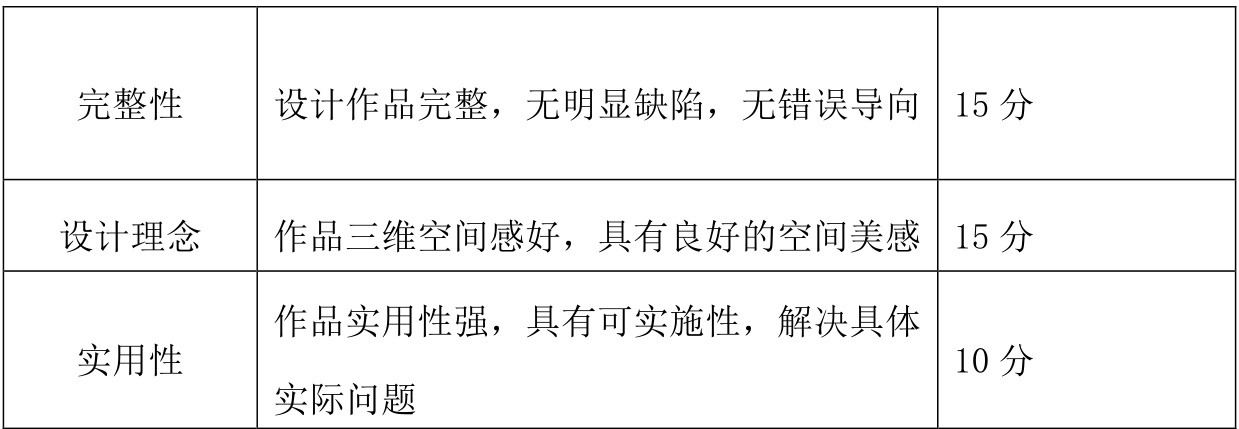 完整性 设计作品完整，无明显缺陷，无错误导向 15 分
设计理念 作品三维空间感好，具有良好的空间美感 15 分
作品实用性强，具有可实施性，解决具体
实用性 10 分
实际问题